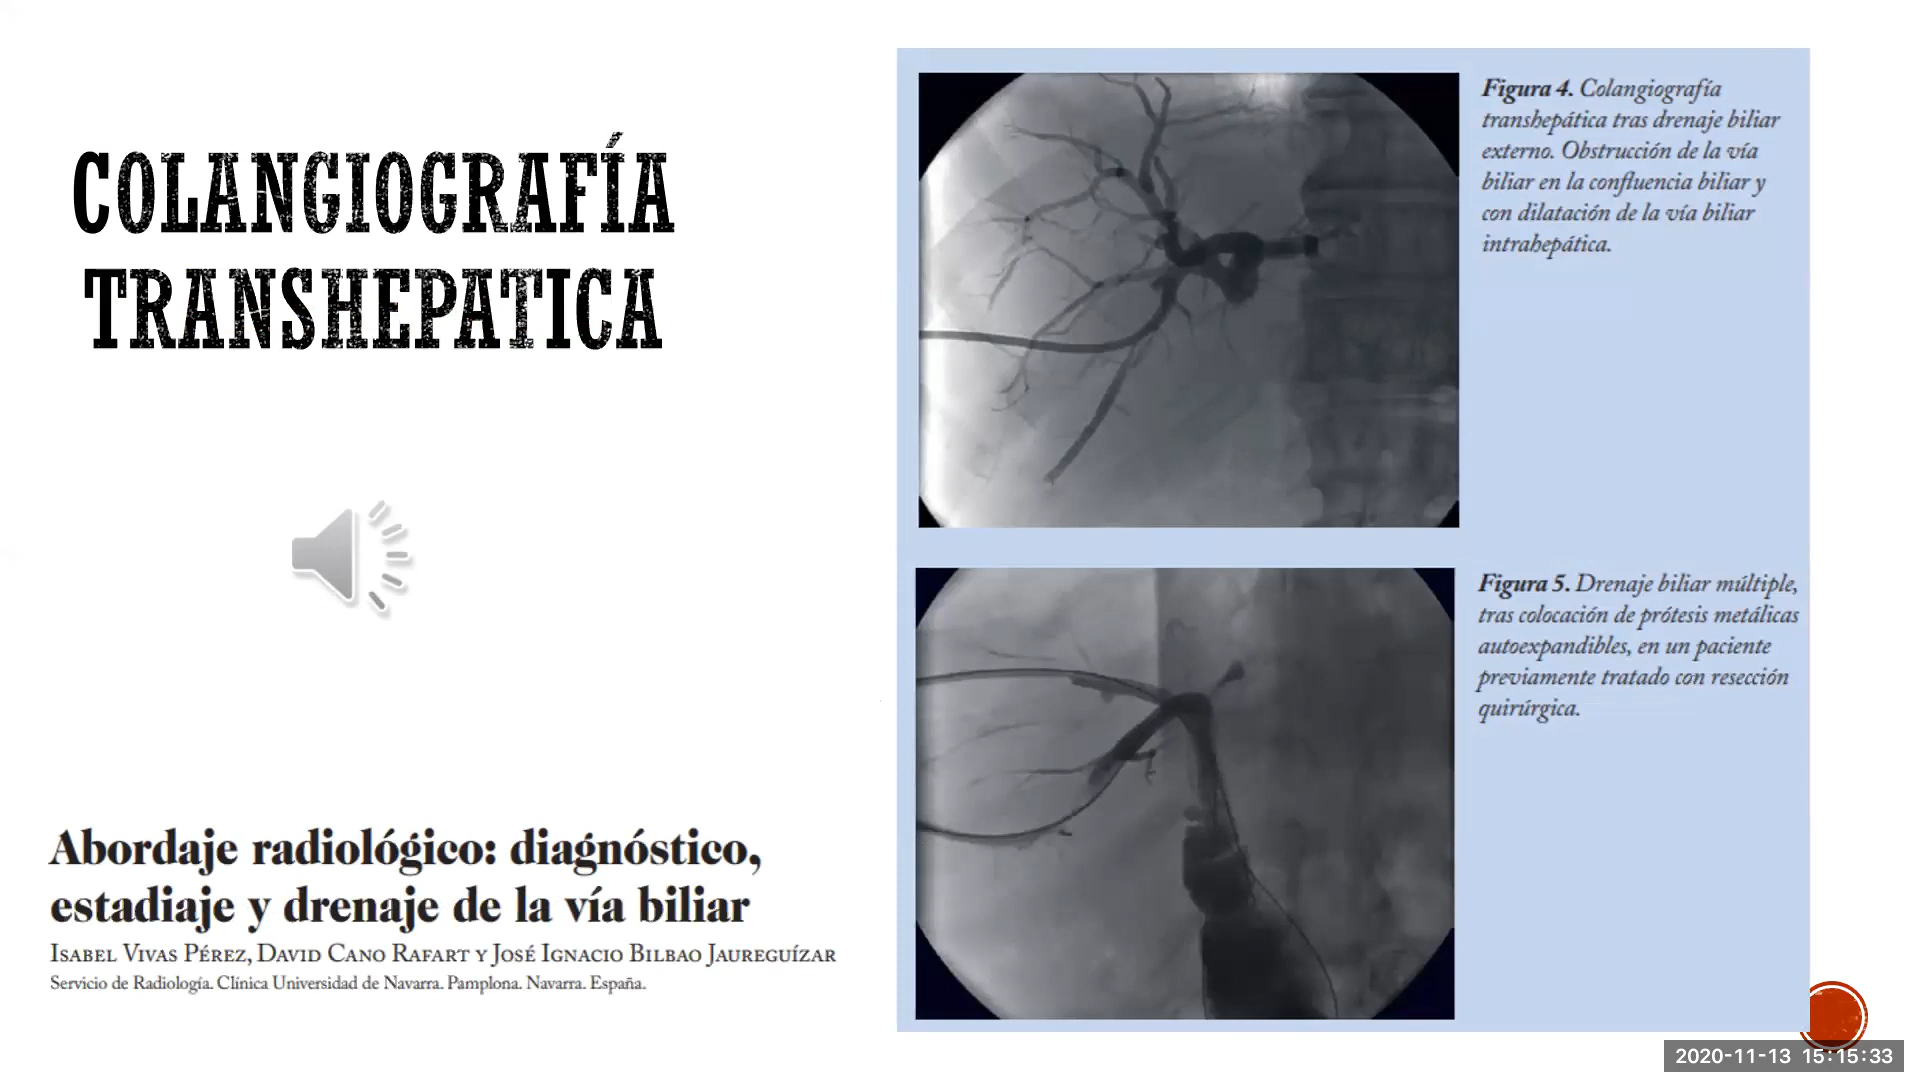 COLANGIOGRAFÍA
TRANSHEPATICA
Abordaje radiológico: diagnóstico,
estadiaje y drenaje de la vía biliar
Isabel Vivas Pérez, David Cano Rafart y José Ignacio Bilbao Jaureguízar
Servicio de Radiología. Clínica Universidad de Navarra. Pamplona. Navarra. España.
Figura 4. Colangiografía
transhepática tras drenaje biliar
externo. Obstrucción de la vía
biliar en la confluencia biliar y
con dilatación de la vía biliar
intrahepática.
Figura 5. Drenaje biliar múltiple,
tras colocación de prótesis metálicas
autoexpandibles, en un paciente
previamente tratado con resección
quirúrgica.
2020-11-13 15:15:33